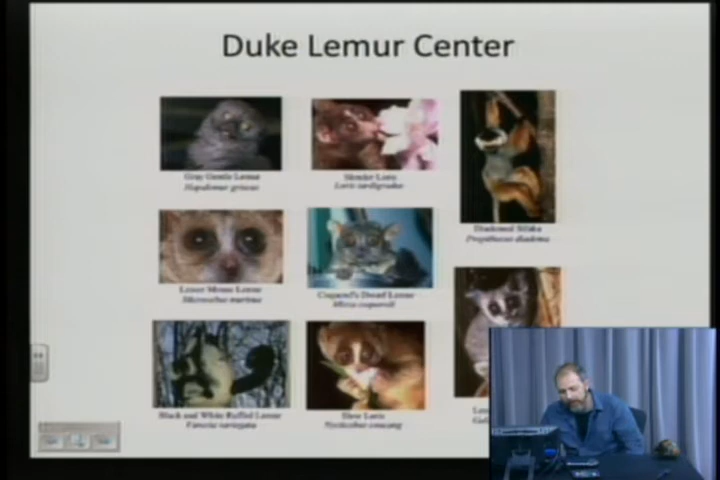 Duke Lemur Center
Gray Gentle Lemur
Hapalemur griseus
Slender Loris
Loris tardigradus
Diademed Sifaka
Propithecus diadema
Lesser Mouse Lemur
Microcebus murinus
Coquerel's Dwarf Lemur
Mirza coquereli
Black and White Ruffed Lemur
Varecia variegata
Slow Loris
Nycticebus coucang